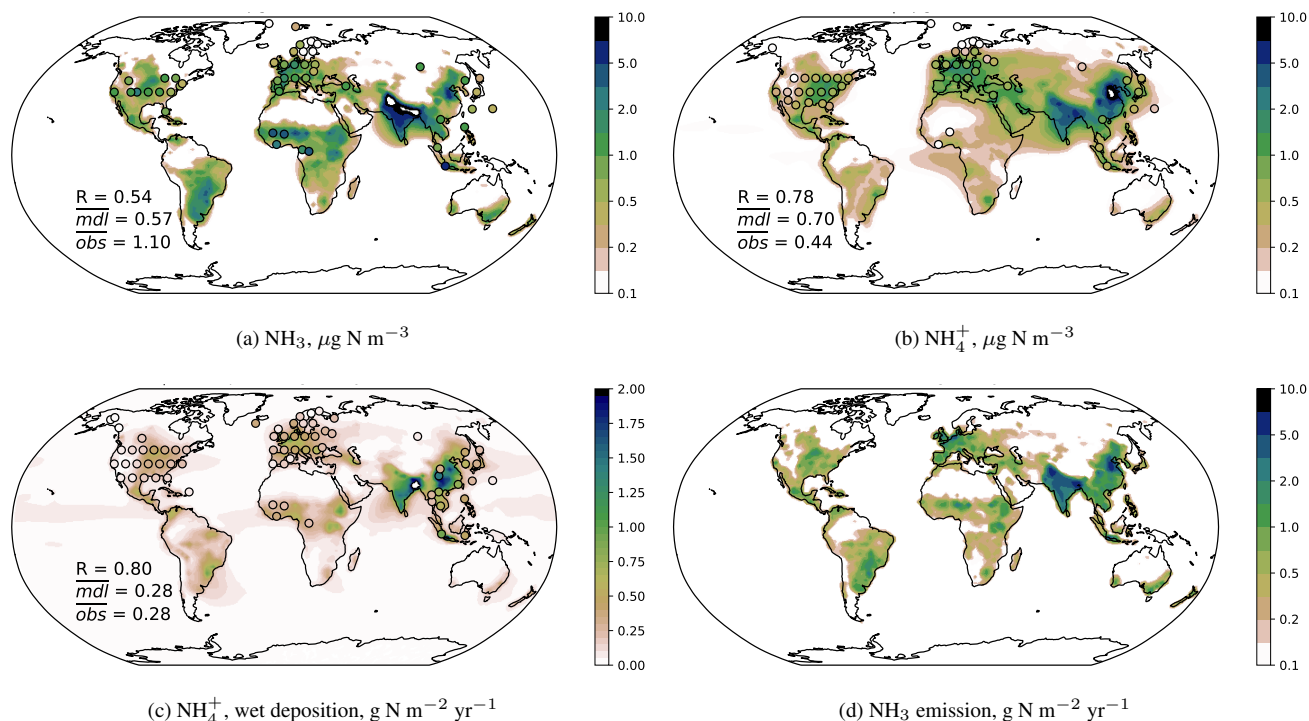 10.0
5.0
2.0
1.0
0.5
0.2
0.1
R = 0.54
mdl = 0.57
obs = 1.10
(a) NH3, μg N m−3
10.0
5.0
2.0
1.0
0.5
0.2
0.1
R = 0.78
mdl = 0.70
obs = 0.44
(b) NH4+, μg N m−3
2.00
1.75
1.50
1.25
1.00
0.75
0.50
0.25
0.00
R = 0.80
mdl = 0.28
obs = 0.28
(c) NH4+, wet deposition, g N m−2 yr−1
10.0
5.0
2.0
1.0
0.5
0.2
0.1
(d) NH3 emission, g N m−2 yr−1